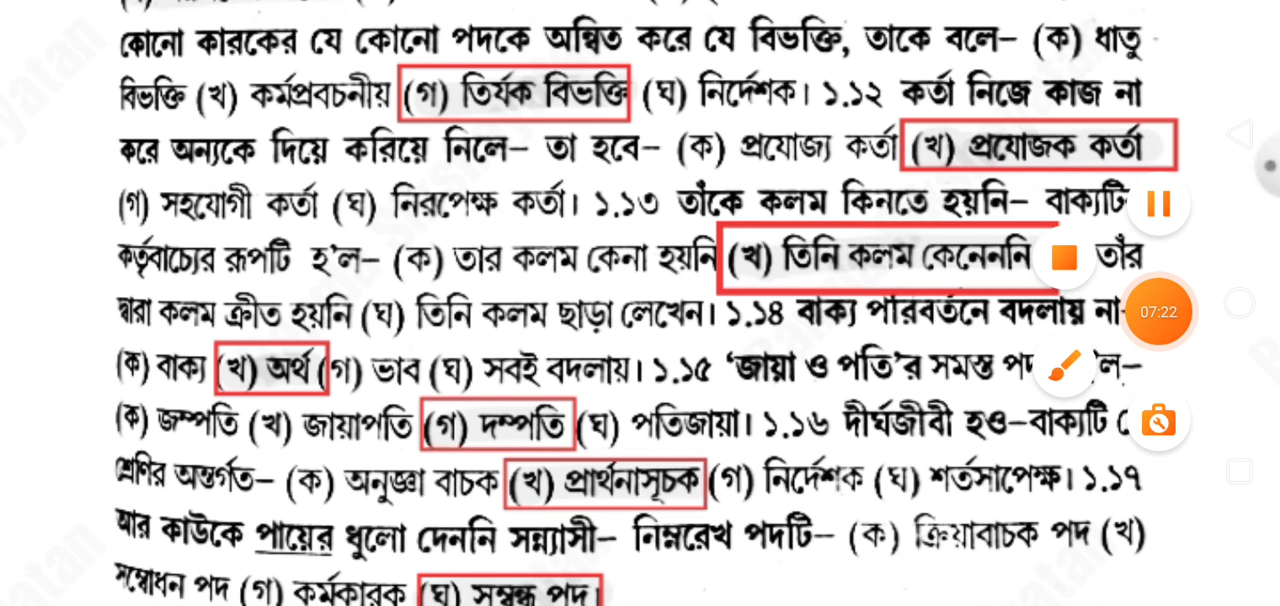 কোনো কারকের যে কোনো পদকে অন্বিত করে যে বিভক্তি, তাকে বলে– (ক) ধাতু
বিভক্তি (খ) কর্মপ্রবচনীয় (গ) তির্যক বিভক্তি (ঘ) নির্দেশক। ১.১২ কর্তা নিজে কাজ না
করে অন্যকে দিয়ে করিয়ে নিলে– তা হবে– (ক) প্রযোজ্য কর্তা (খ) প্রযোজক কর্তা
(গ) সহযোগী কর্তা (ঘ) নিরপেক্ষ কর্তা। ১.১৩ তাঁকে কলম কিনতে হয়নি– বাক্যটি
কর্তৃবাচ্যের রূপটি হ'ল– (ক) তার কলম কেনা হয়নি (খ) তিনি কলম কেনেননি তাঁর
দ্বারা কলম ক্রীত হয়নি (ঘ) তিনি কলম ছাড়া লেখেন। ১.১৪ বাক্য পরিবর্তনে বদলায় না–
07:22
(ক) বাক্য (খ) অর্থ (গ) ভাব (ঘ) সবই বদলায়। ১.১৫ ‘জায়া ও পতি’র সমস্ত ল–
(ক) জম্পতি (খ) জায়াপতি (গ) দম্পতি (ঘ) পতিজায়া। ১.১৬ দীর্ঘজীবী হও–বাক্যটি
শ্রেণির অন্তর্গত– (ক) অনুজ্ঞা বাচক (খ) প্রার্থনাসূচক (গ) নির্দেশক (ঘ) শর্তসাপেক্ষ। ১.১৭
আর কাউকে পায়ের ধুলো দেননি সন্ন্যাসী– নিম্নরেখ পদটি– (ক) ক্রিয়াবাচক পদ (খ)
সম্বোধন পদ (গ) কর্মকারক (ঘ) সম্বন্ধ পদ।